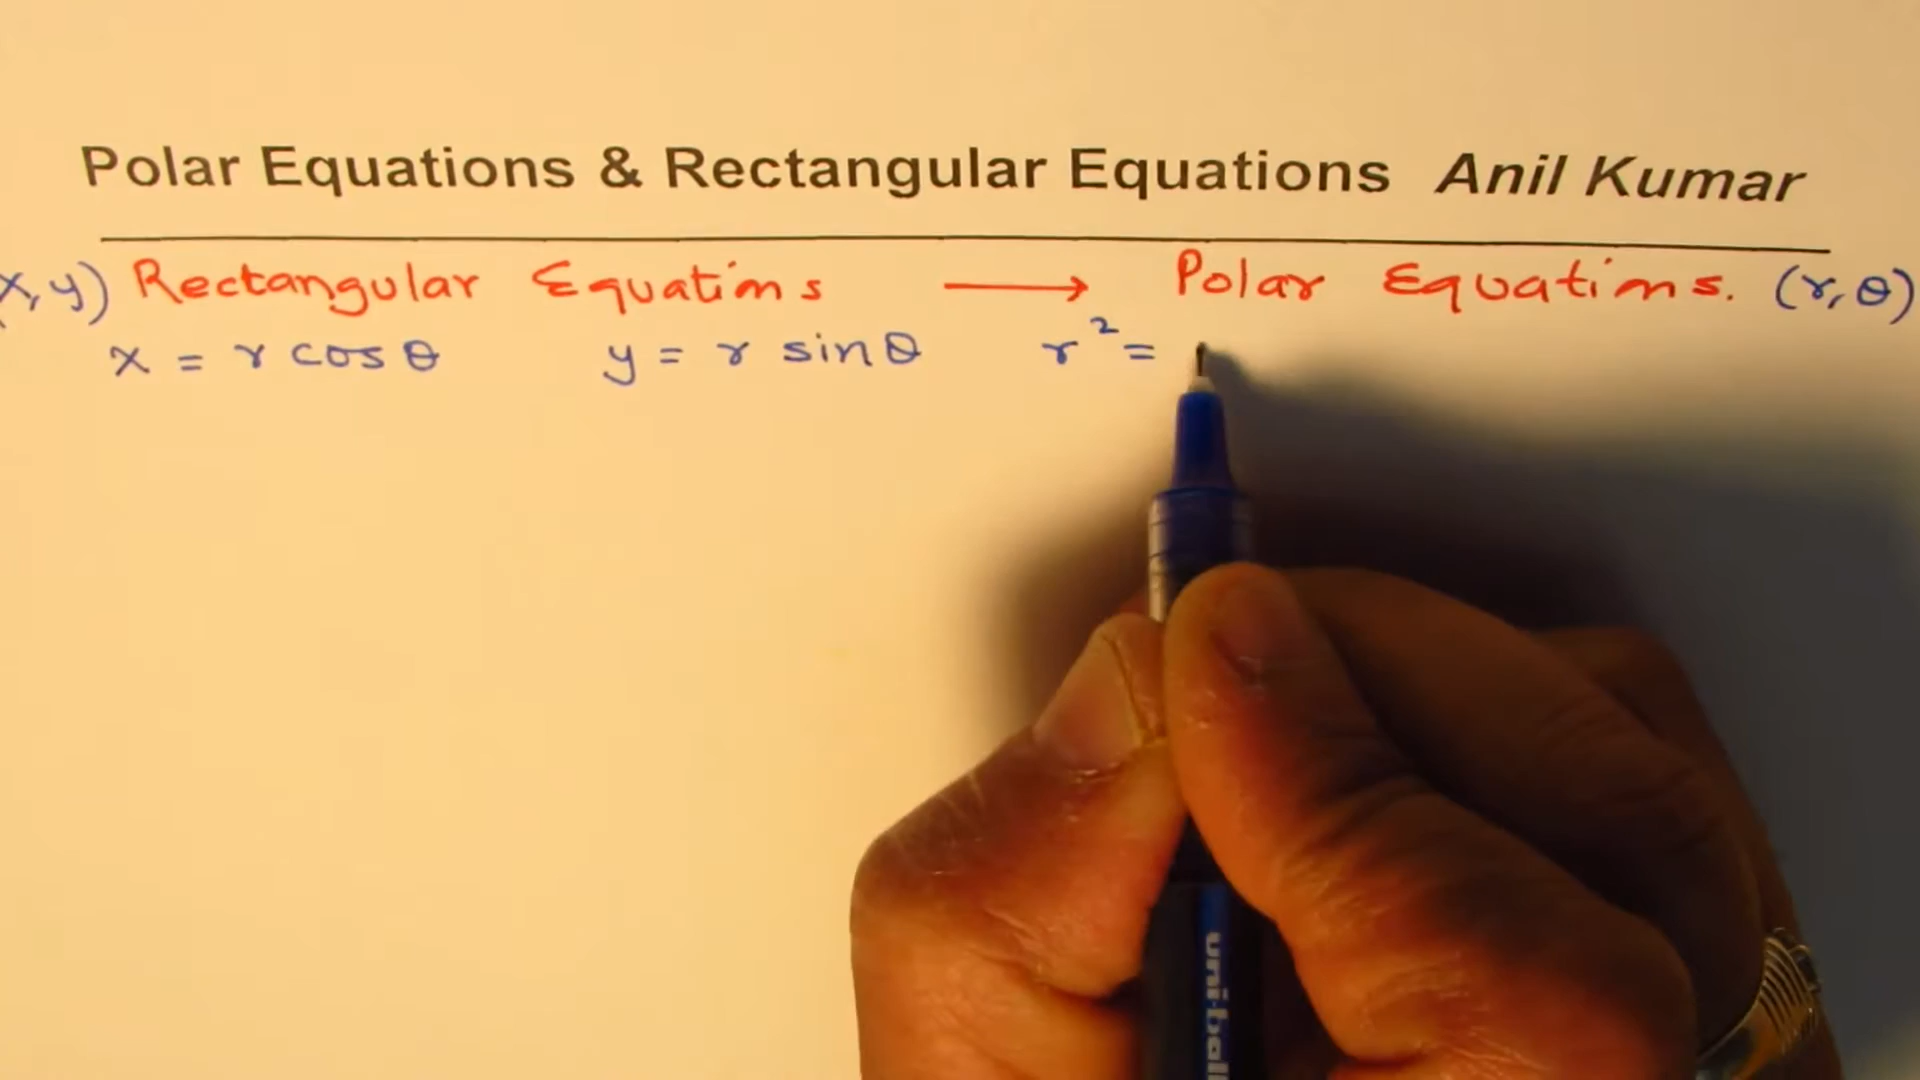 Polar Equations & Rectangular Equations Anil Kumar
(x, y) Rectangular Equations → Polar Equations. (r, θ)
x = r cos θ y = r sin θ r² =
uni-ball